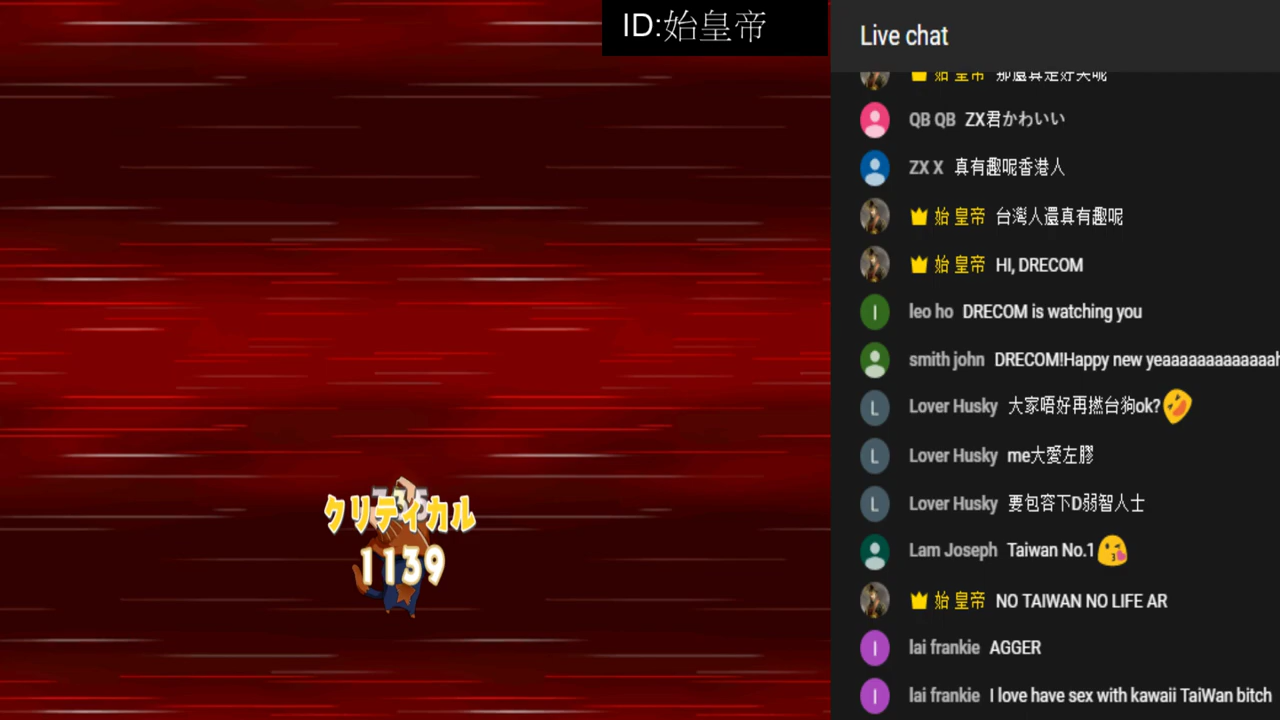 ID:始皇帝
Live chat
始 皇帝
QB QB ZX君かわいい
ZX X 真有趣呢香港人
始 皇帝 台灣人還真有趣呢
始 皇帝 HI, DRECOM
leo ho DRECOM is watching you
smith john DRECOM!Happy new yeaaaaaaaaaaaaah
Lover Husky 大家唔好再撚台狗ok?
Lover Husky me大愛左膠
Lover Husky 要包容下D弱智人士
Lam Joseph Taiwan No.1
始 皇帝 NO TAIWAN NO LIFE AR
lai frankie AGGER
lai frankie I love have sex with kawaii TaiWan bitch
クリティカル
1139